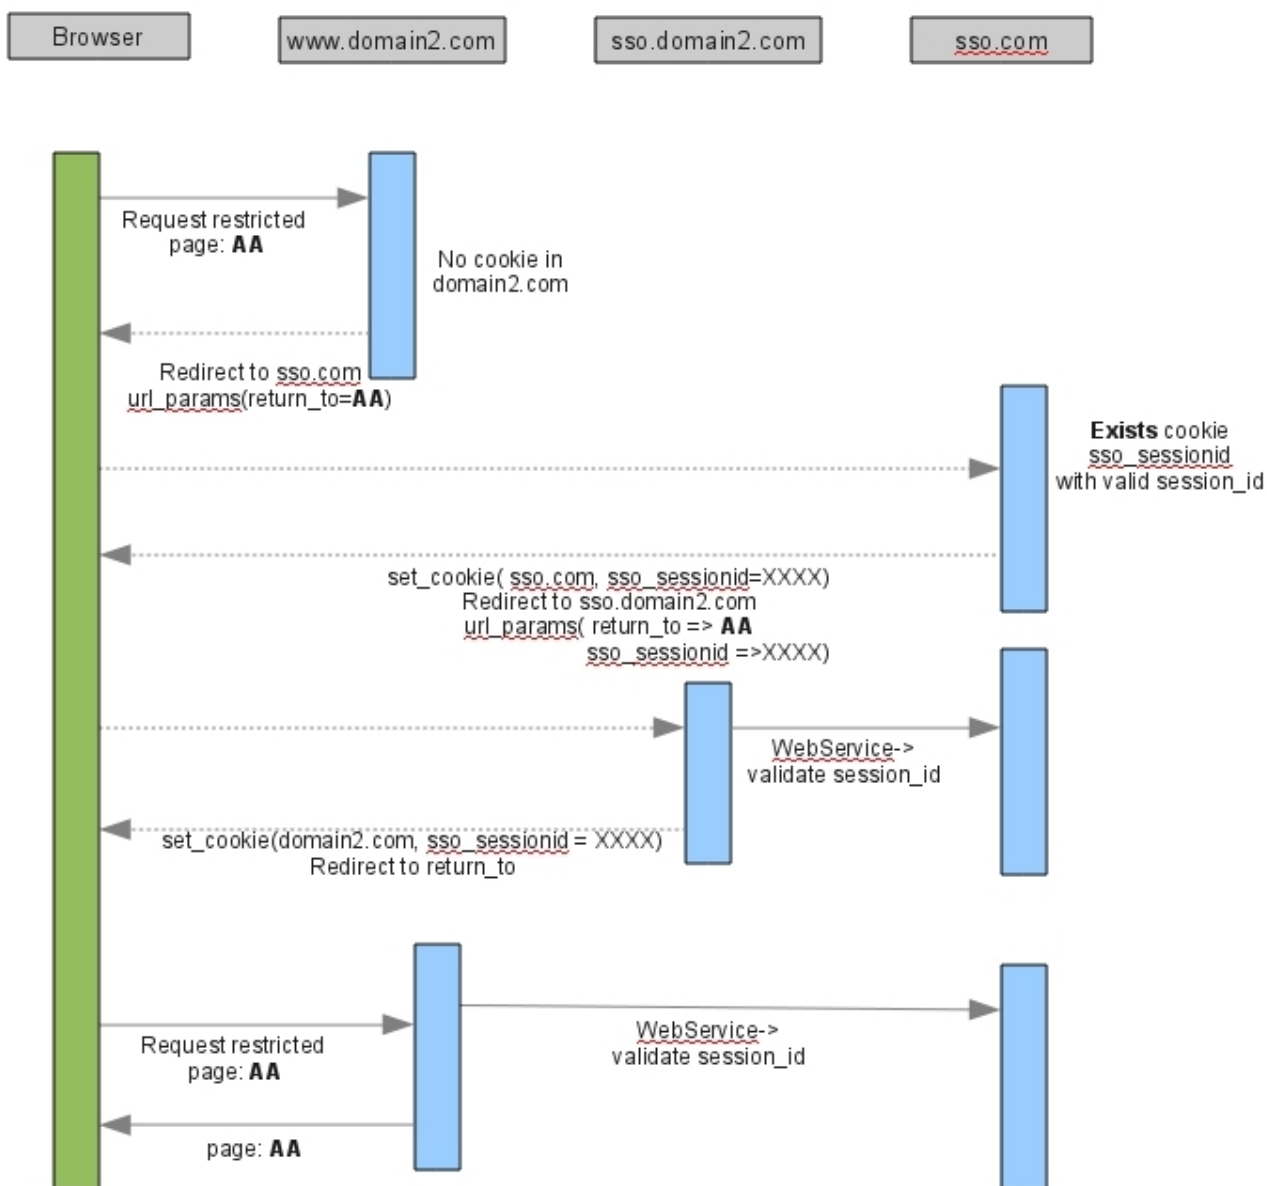 Browser
www.domain2.com
sso.domain2.com
sso.com
Request restricted
page: AA
No cookie in
domain2.com
Redirect to sso.com
url_params(return_to=AA)
Exists cookie
sso_sessionid
with valid session_id
set_cookie( sso.com, sso_sessionid=XXXX)
Redirect to sso.domain2.com
url_params( return_to => AA
sso_sessionid =>XXXX)
WebService->
validate session_id
set_cookie(domain2.com, sso_sessionid = XXXX)
Redirect to return_to
Request restricted
page: AA
WebService->
validate session_id
page: AA